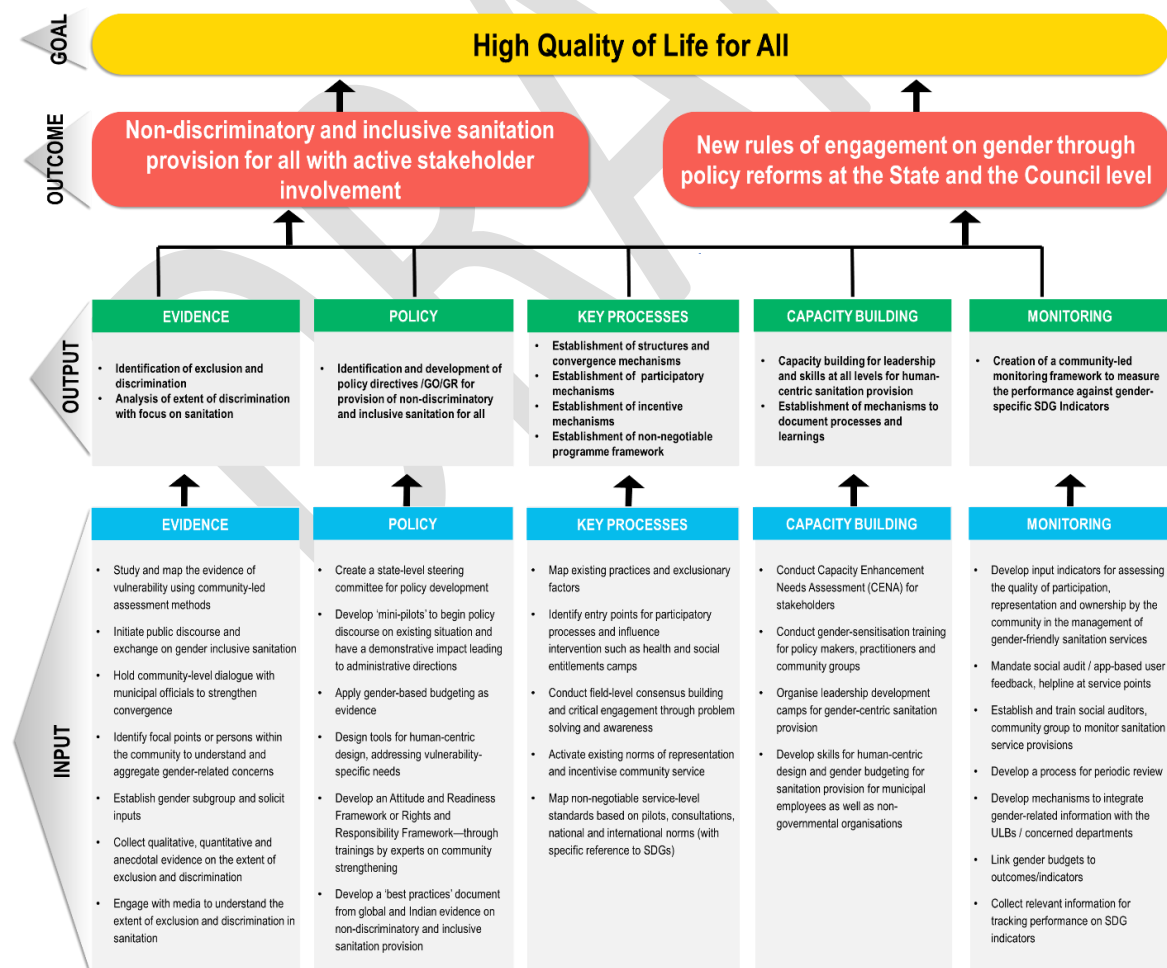 GOAL
High Quality of Life for All
OUTCOME
Non-discriminatory and inclusive sanitation
provision for all with active stakeholder
involvement
New rules of engagement on gender through
policy reforms at the State and the Council level
OUTPUT
EVIDENCE
• Identification of exclusion and
discrimination
• Analysis of extent of discrimination
with focus on sanitation
POLICY
• Identification and development of
policy directives /GO/GR for
provision of non-discriminatory
and inclusive sanitation for all
KEY PROCESSES
• Establishment of structures and
convergence mechanisms
• Establishment of participatory
mechanisms
• Establishment of incentive
mechanisms
• Establishment of non-negotiable
programme framework
CAPACITY BUILDING
• Capacity building for leadership
and skills at all levels for human-
centric sanitation provision
• Establishment of mechanisms to
document processes and
learnings
MONITORING
• Creation of a community-led
monitoring framework to measure
the performance against gender-
specific SDG Indicators
INPUT
EVIDENCE
• Study and map the evidence of
vulnerability using community-led
assessment methods
• Initiate public discourse and
exchange on gender inclusive sanitation
• Hold community-level dialogue with
municipal officials to strengthen
convergence
• Identify focal points or persons within
the community to understand and
aggregate gender-related concerns
• Establish gender subgroup and solicit
inputs
• Collect qualitative, quantitative and
anecdotal evidence on the extent of
exclusion and discrimination
• Engage with media to understand the
extent of exclusion and discrimination in
sanitation
POLICY
• Create a state-level steering
committee for policy development
• Develop ‘mini-pilots’ to begin policy
discourse on existing situation and
have a demonstrative impact leading
to administrative directions
• Apply gender-based budgeting as
evidence
• Design tools for human-centric
design, addressing vulnerability-
specific needs
• Develop an Attitude and Readiness
Framework or Rights and
Responsibility Framework—through
trainings by experts on community
strengthening
• Develop a ‘best practices’ document
from global and Indian evidence on
non-discriminatory and inclusive
sanitation provision
KEY PROCESSES
• Map existing practices and exclusionary
factors
• Identify entry points for participatory
processes and influence
intervention such as health and social
entitlements camps
• Conduct field-level consensus building
and critical engagement through problem
solving and awareness
• Activate existing norms of representation
and incentivise community service
• Map non-negotiable service-level
standards based on pilots, consultations,
national and international norms (with
specific reference to SDGs)
CAPACITY BUILDING
• Conduct Capacity Enhancement
Needs Assessment (CENA) for
stakeholders
• Conduct gender-sensitisation training
for policy makers, practitioners and
community groups
• Organise leadership development
camps for gender-centric sanitation
provision
• Develop skills for human-centric
design and gender budgeting for
sanitation provision for municipal
employees as well as non-
governmental organisations
MONITORING
• Develop input indicators for assessing
the quality of participation,
representation and ownership by the
community in the management of
gender-friendly sanitation services
• Mandate social audit / app-based user
feedback, helpline at service points
• Establish and train social auditors,
community group to monitor sanitation
service provisions
• Develop a process for periodic review
• Develop mechanisms to integrate
gender-related information with the
ULBs / concerned departments
• Link gender budgets to
outcomes/indicators
• Collect relevant information for
tracking performance on SDG
indicators